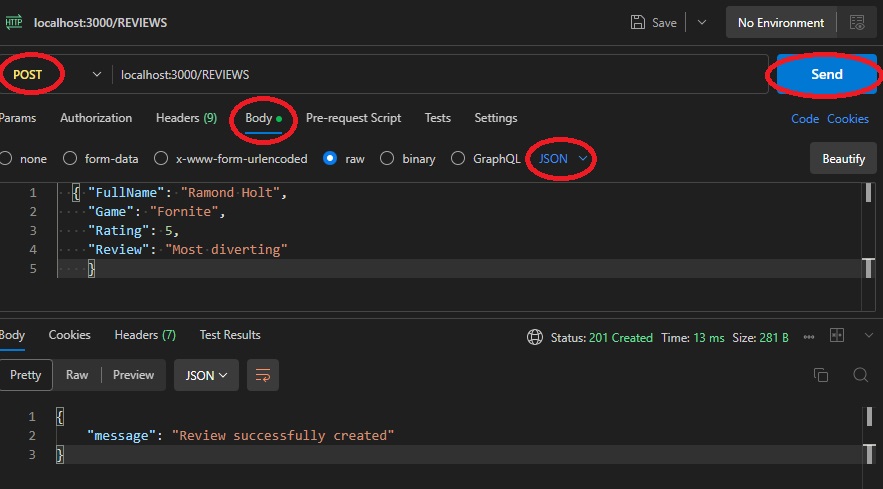 HTTP localhost:3000/REVIEWS Save No Environment
POST localhost:3000/REVIEWS Send
Params Authorization Headers (9) Body Pre-request Script Tests Settings Code Cookies
none form-data x-www-form-urlencoded raw binary GraphQL JSON Beautify
1 { "FullName": "Ramond Holt",
2 "Game": "Fornite",
3 "Rating": 5,
4 "Review": "Most diverting"
5 }
Body Cookies Headers (7) Test Results Status: 201 Created Time: 13 ms Size: 281 B
Pretty Raw Preview JSON
1 {
2 "message": "Review successfully created"
3 }